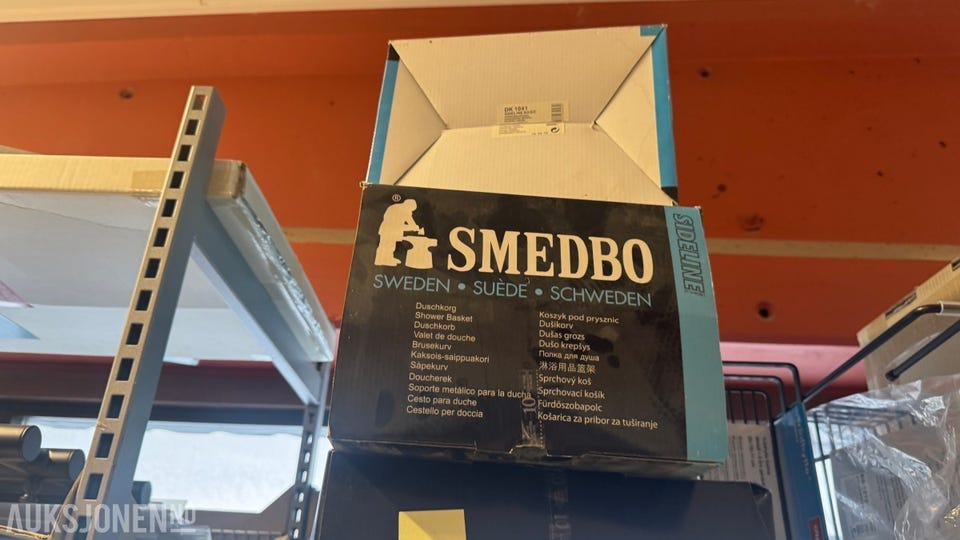 DK 1041
SIDELINE
®
SMEDBO
SWEDEN • SUÈDE • SCHWEDEN
Duschkorg
Shower Basket
Duschkorb
Valet de douche
Brusekurv
Kaksois-saippuakori
Såpekurv
Doucherek
Soporte metálico para la ducha
Cesto para duche
Cestello per doccia
Koszyk pod prysznic
Dušikorv
Dušas grozs
Dušo krepšys
Полка для душа
淋浴用品篮架
Sprchový koš
Sprchovací košík
Fürdőszobapolc
Košarica za pribor za tuširanje
10
AUKSJONEN.NO